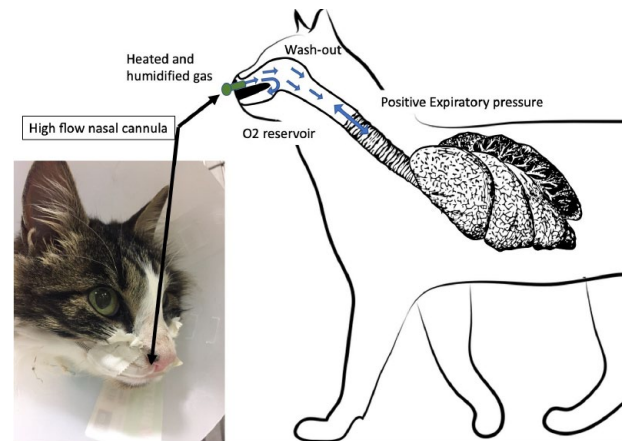 Wash-out
Heated and
humidified gas
Positive Expiratory pressure
High flow nasal cannula
O2 reservoir